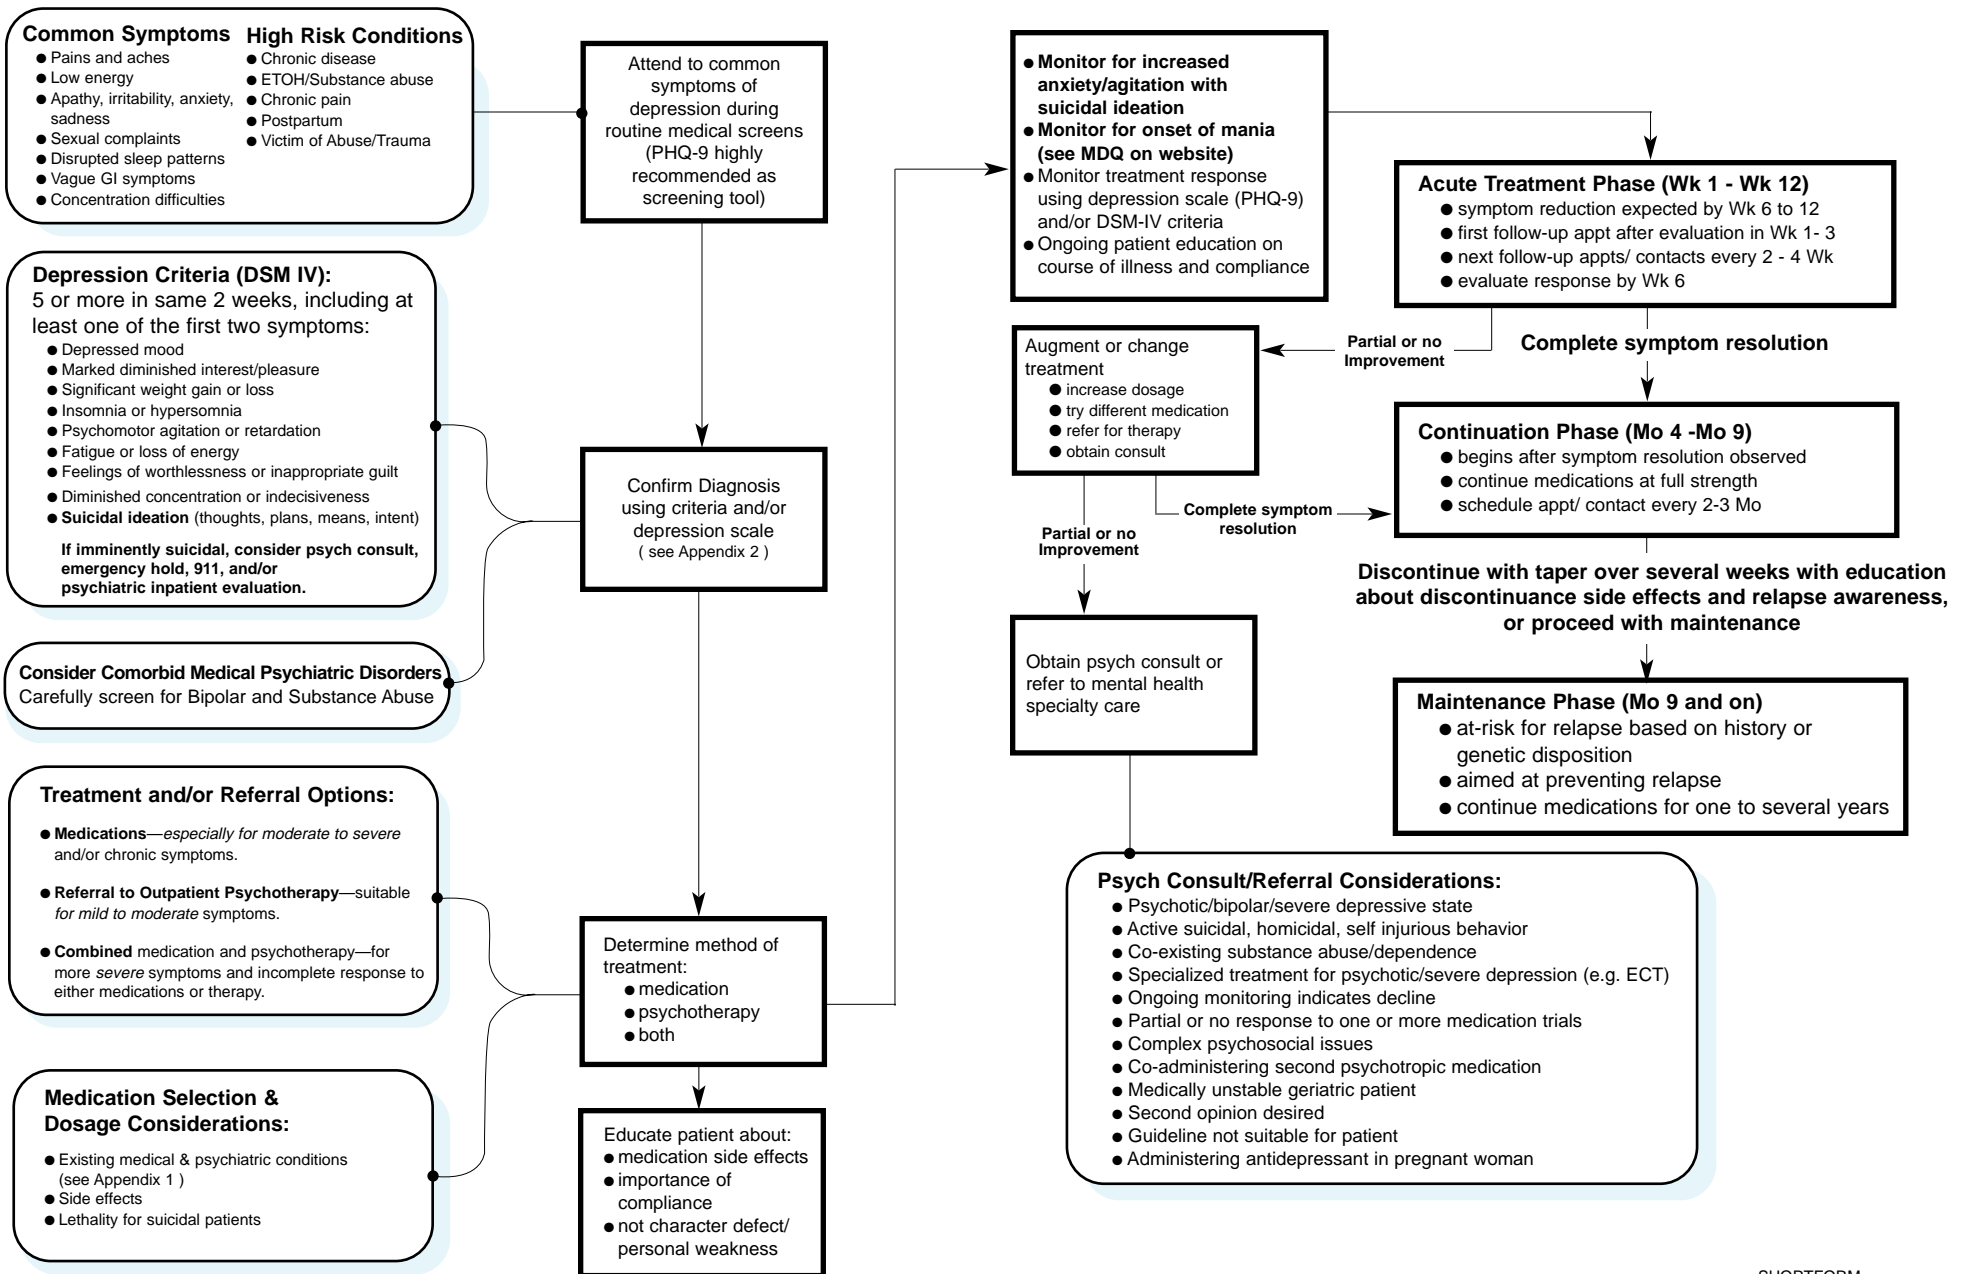 Common Symptoms
● Pains and aches
● Low energy
● Apathy, irritability, anxiety,
sadness
● Sexual complaints
● Disrupted sleep patterns
● Vague GI symptoms
● Concentration difficulties
High Risk Conditions
● Chronic disease
● ETOH/Substance abuse
● Chronic pain
● Postpartum
● Victim of Abuse/Trauma
Attend to common
symptoms of
depression during
routine medical screens
(PHQ-9 highly
recommended as
screening tool)
Depression Criteria (DSM IV):
5 or more in same 2 weeks, including at
least one of the first two symptoms:
● Depressed mood
● Marked diminished interest/pleasure
● Significant weight gain or loss
● Insomnia or hypersomnia
● Psychomotor agitation or retardation
● Fatigue or loss of energy
● Feelings of worthlessness or inappropriate guilt
● Diminished concentration or indecisiveness
● Suicidal ideation (thoughts, plans, means, intent)
If imminently suicidal, consider psych consult,
emergency hold, 911, and/or
psychiatric inpatient evaluation.
Confirm Diagnosis
using criteria and/or
depression scale
( see Appendix 2 )
Consider Comorbid Medical Psychiatric Disorders
Carefully screen for Bipolar and Substance Abuse
Treatment and/or Referral Options:
● Medications—especially for moderate to severe
and/or chronic symptoms.
● Referral to Outpatient Psychotherapy—suitable
for mild to moderate symptoms.
● Combined medication and psychotherapy—for
more severe symptoms and incomplete response to
either medications or therapy.
Determine method of
treatment:
● medication
● psychotherapy
● both
Medication Selection &
Dosage Considerations:
● Existing medical & psychiatric conditions
(see Appendix 1 )
● Side effects
● Lethality for suicidal patients
Educate patient about:
● medication side effects
● importance of
compliance
● not character defect/
personal weakness
● Monitor for increased
anxiety/agitation with
suicidal ideation
● Monitor for onset of mania
(see MDQ on website)
● Monitor treatment response
using depression scale (PHQ-9)
and/or DSM-IV criteria
● Ongoing patient education on
course of illness and compliance
Acute Treatment Phase (Wk 1 - Wk 12)
● symptom reduction expected by Wk 6 to 12
● first follow-up appt after evaluation in Wk 1- 3
● next follow-up appts/ contacts every 2 - 4 Wk
● evaluate response by Wk 6
Partial or no
Improvement
Complete symptom resolution
Augment or change
treatment
● increase dosage
● try different medication
● refer for therapy
● obtain consult
Continuation Phase (Mo 4 -Mo 9)
● begins after symptom resolution observed
● continue medications at full strength
● schedule appt/ contact every 2-3 Mo
Partial or no
Improvement
Complete symptom
resolution
Discontinue with taper over several weeks with education
about discontinuance side effects and relapse awareness,
or proceed with maintenance
Obtain psych consult or
refer to mental health
specialty care
Maintenance Phase (Mo 9 and on)
● at-risk for relapse based on history or
genetic disposition
● aimed at preventing relapse
● continue medications for one to several years
Psych Consult/Referral Considerations:
● Psychotic/bipolar/severe depressive state
● Active suicidal, homicidal, self injurious behavior
● Co-existing substance abuse/dependence
● Specialized treatment for psychotic/severe depression (e.g. ECT)
● Ongoing monitoring indicates decline
● Partial or no response to one or more medication trials
● Complex psychosocial issues
● Co-administering second psychotropic medication
● Medically unstable geriatric patient
● Second opinion desired
● Guideline not suitable for patient
● Administering antidepressant in pregnant woman